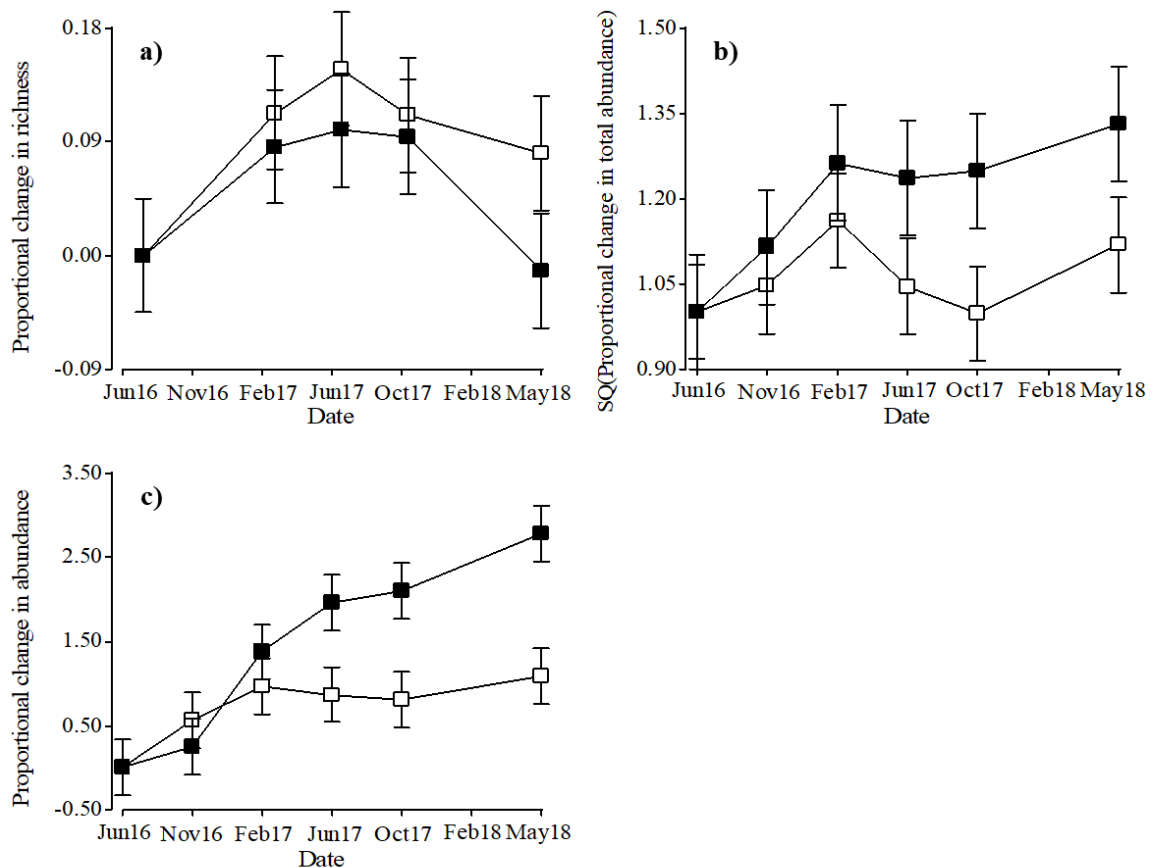 a)
Proportional change in richness
0.18
0.09
0.00
-0.09
Jun16 Nov16 Feb17 Jun17 Oct17 Feb18 May18
Date
b)
SQ(Proportional change in total abundance)
1.50
1.35
1.20
1.05
0.90
Jun16 Nov16 Feb17 Jun17 Oct17 Feb18 May18
Date
c)
Proportional change in abundance
3.50
2.50
1.50
0.50
-0.50
Jun16 Nov16 Feb17 Jun17 Oct17 Feb18 May18
Date